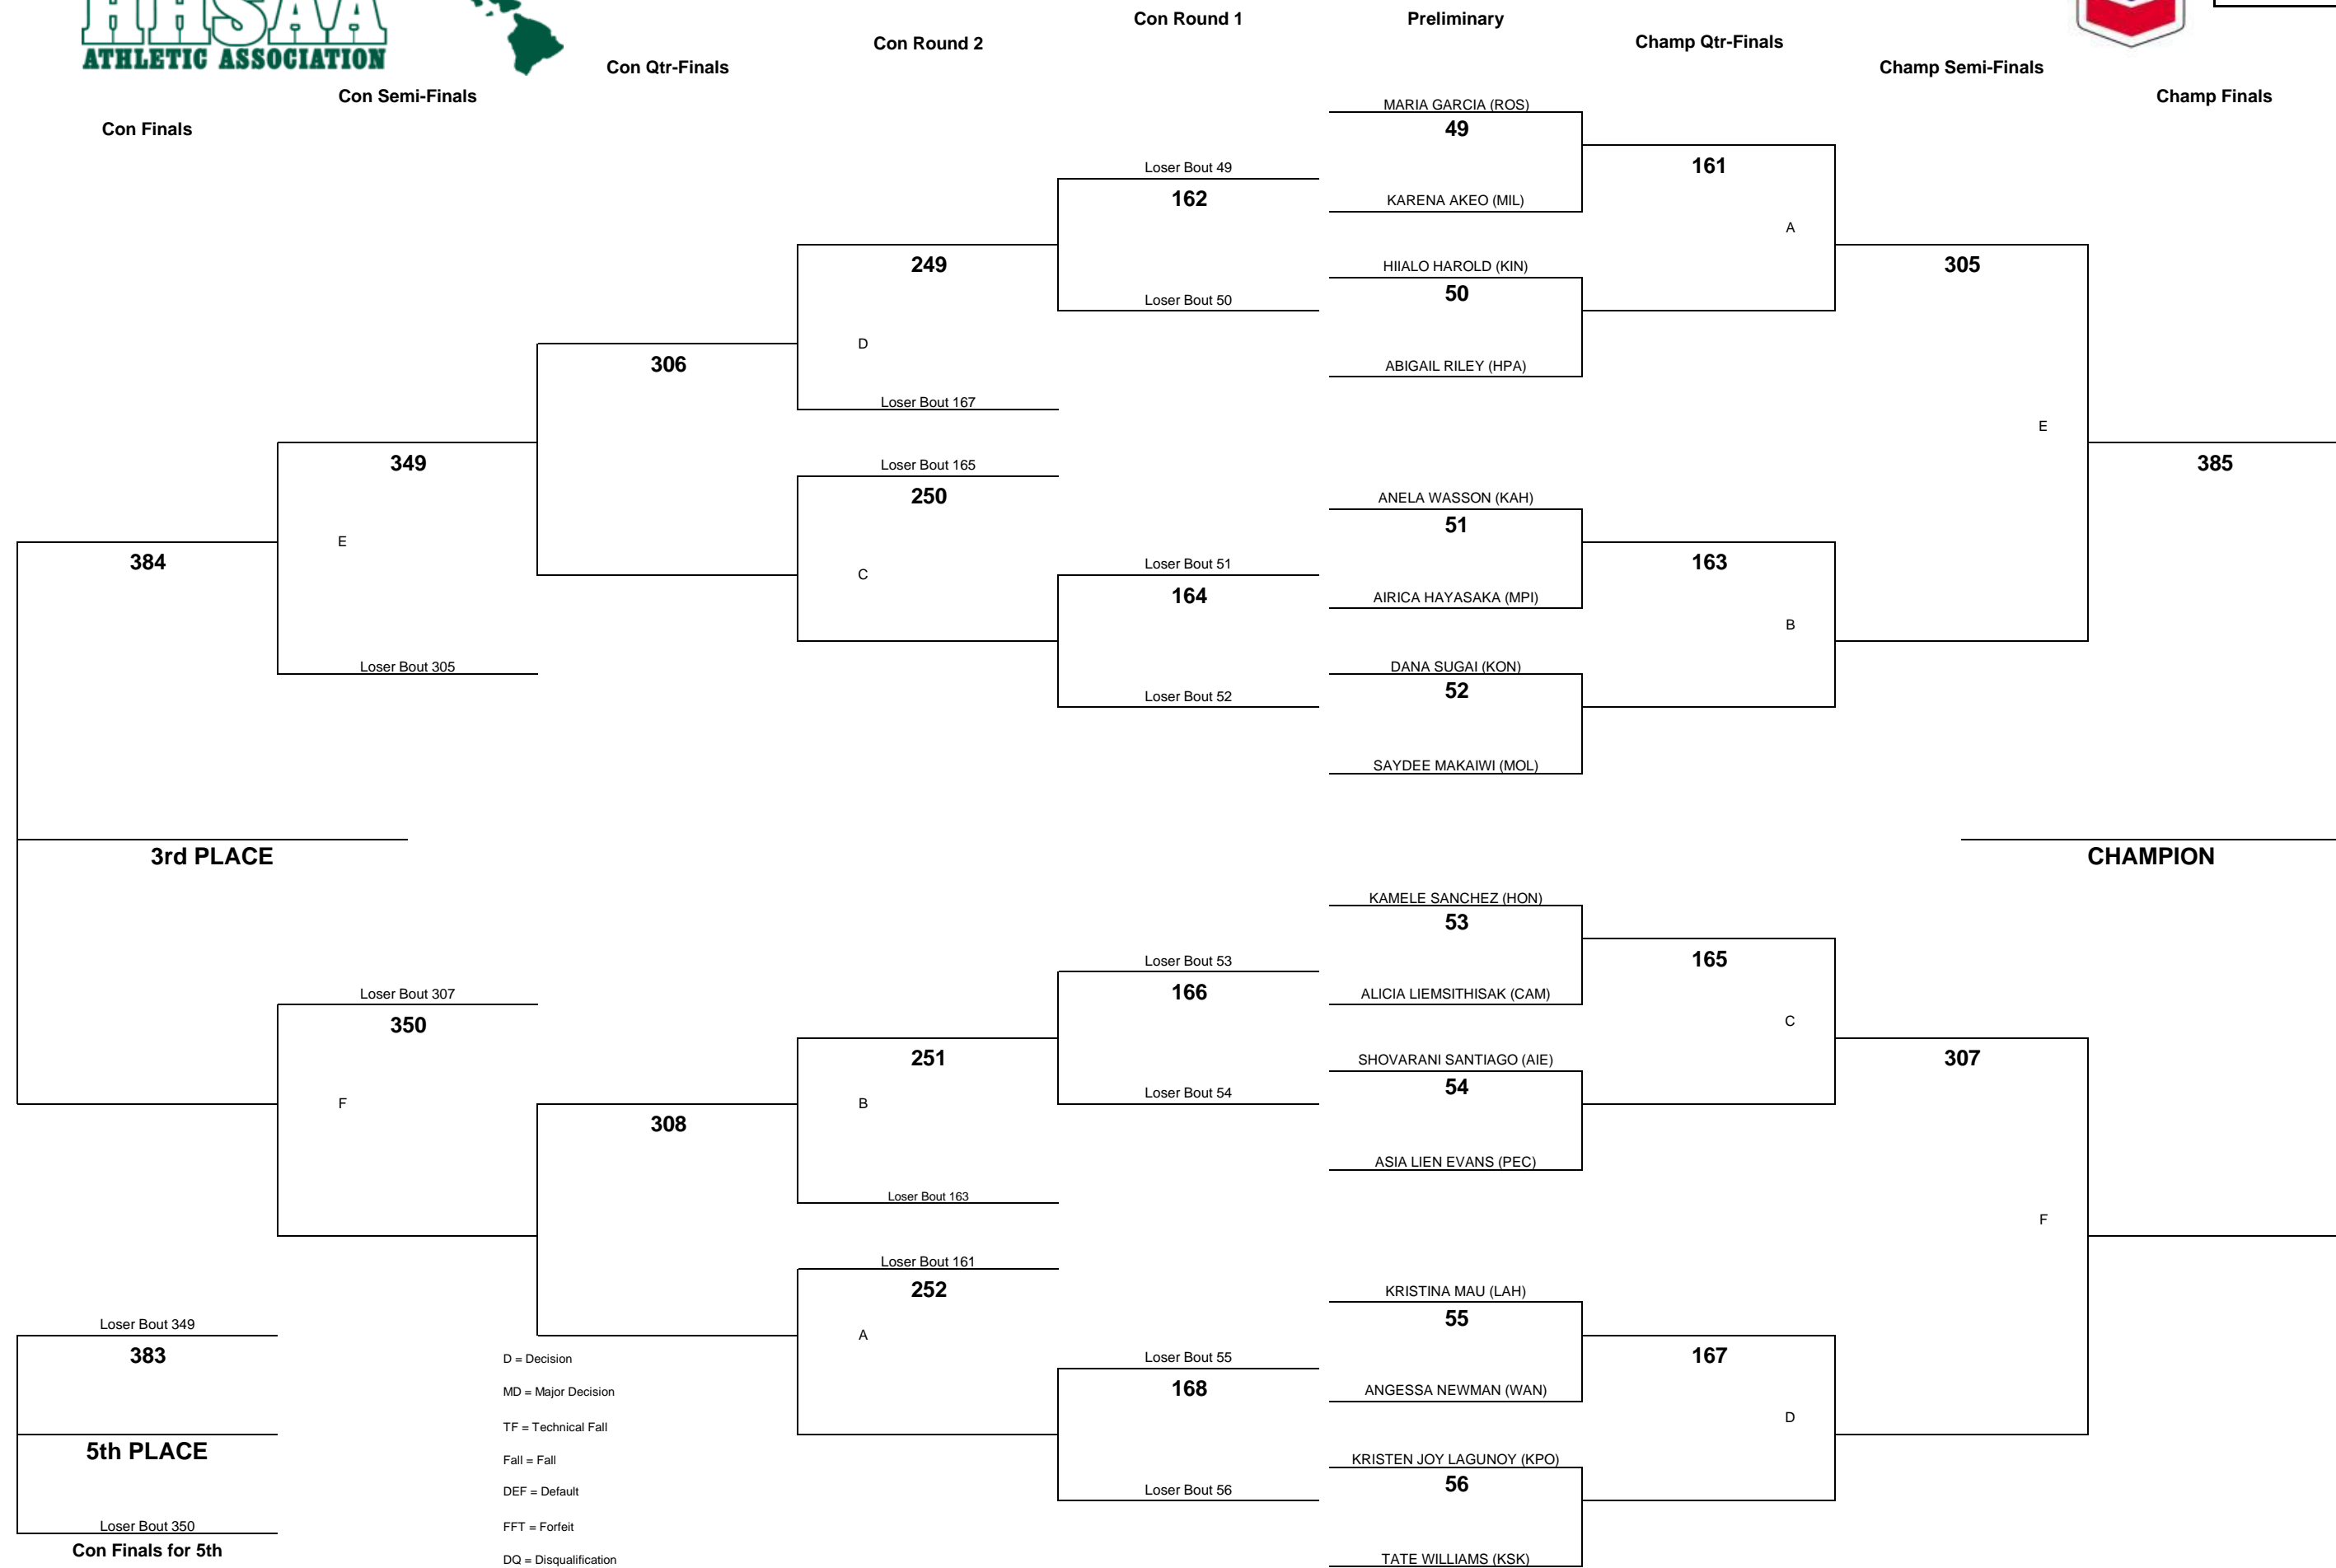 HHSAA
ATHLETIC ASSOCIATION
Con Round 1
Preliminary
Con Round 2
Champ Qtr-Finals
Con Qtr-Finals
Champ Semi-Finals
Con Semi-Finals
Champ Finals
Con Finals
MARIA GARCIA (ROS)
49
Loser Bout 49
161
162
KARENA AKEO (MIL)
A
249
HIIALO HAROLD (KIN)
305
50
Loser Bout 50
D
306
ABIGAIL RILEY (HPA)
Loser Bout 167
E
349
Loser Bout 165
385
250
ANELA WASSON (KAH)
51
E
384
Loser Bout 51
163
C
164
AIRICA HAYASAKA (MPI)
B
Loser Bout 305
DANA SUGAI (KON)
52
Loser Bout 52
SAYDEE MAKAIWI (MOL)
3rd PLACE
CHAMPION
KAMELE SANCHEZ (HON)
53
Loser Bout 53
165
Loser Bout 307
166
ALICIA LIEMSITHISAK (CAM)
350
C
251
SHOVARANI SANTIAGO (AIE)
307
54
Loser Bout 54
F
B
308
ASIA LIEN EVANS (PEC)
Loser Bout 163
F
Loser Bout 161
252
KRISTINA MAU (LAH)
55
Loser Bout 349
A
383
D = Decision
Loser Bout 55
167
168
MD = Major Decision
ANGESSA NEWMAN (WAN)
D
TF = Technical Fall
5th PLACE
Fall = Fall
KRISTEN JOY LAGUNOY (KPO)
56
DEF = Default
Loser Bout 56
Loser Bout 350
FFT = Forfeit
Con Finals for 5th
DQ = Disqualification
TATE WILLIAMS (KSK)